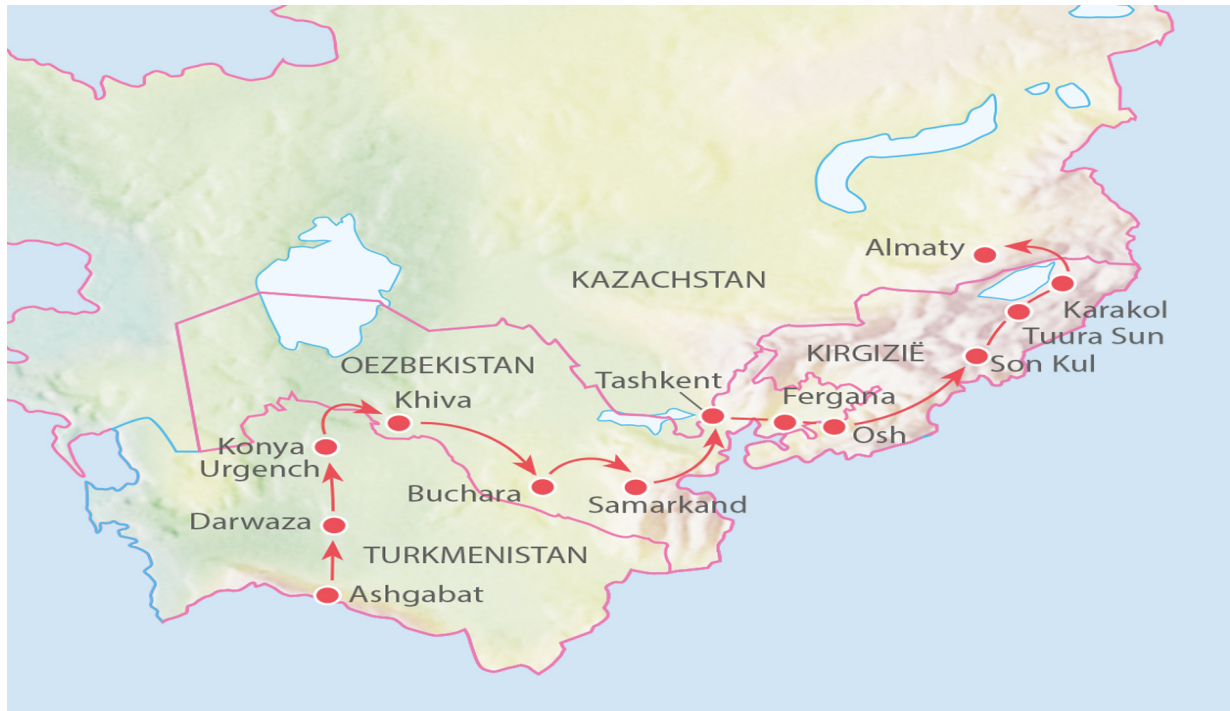 Almaty
KAZACHSTAN
Karakol
Tuura Sun
KIRGIZIË
Son Kul
OEZBEKISTAN
Tashkent
Khiva
Fergana
Osh
Konya
Urgench
Buchara
Samarkand
Darwaza
TURKMENISTAN
Ashgabat